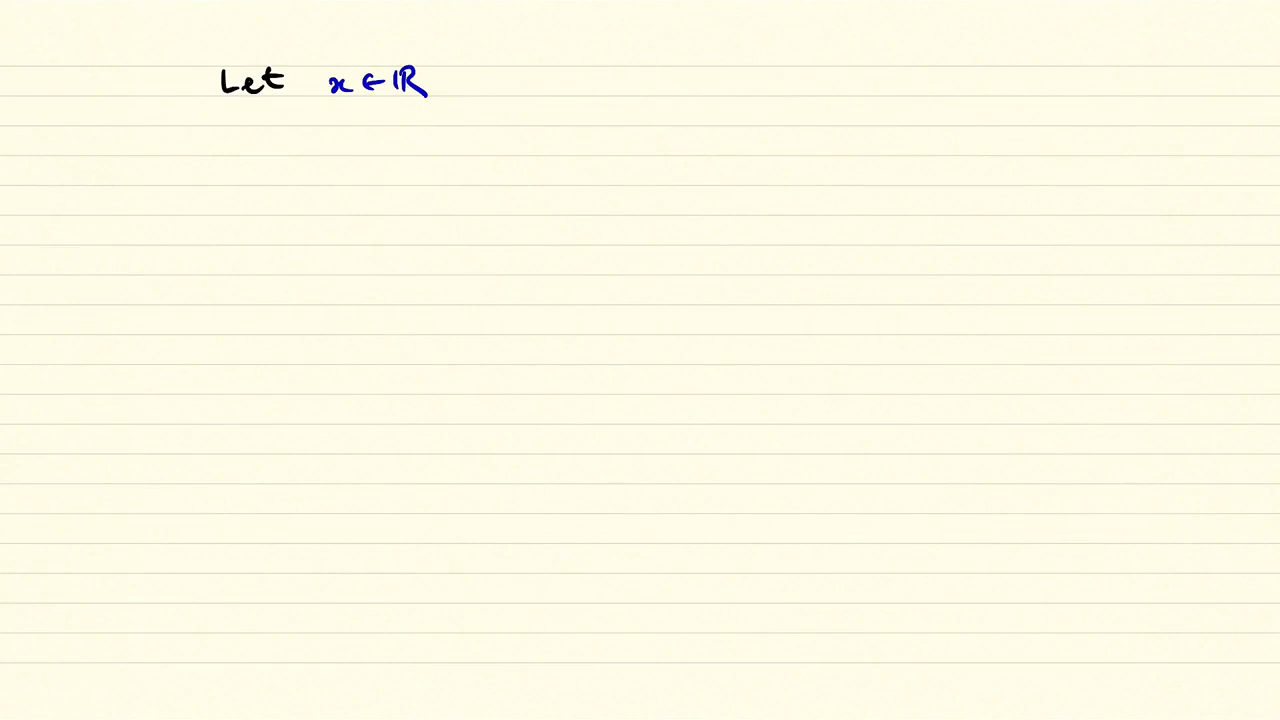 Let x ∈ ℝ